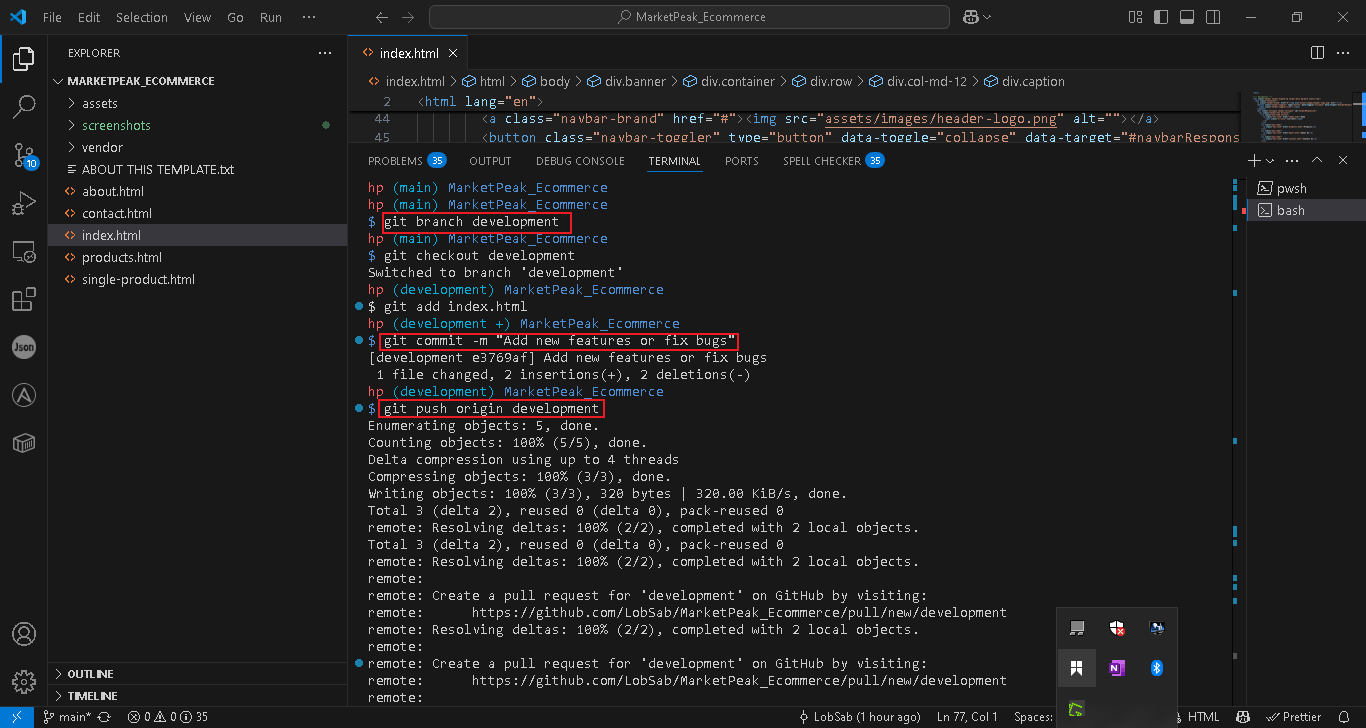 File Edit Selection View Go Run ··· MarketPeak_Ecommerce
EXPLORER
MARKETPEAK_ECOMMERCE
assets
screenshots
vendor
ABOUT THIS TEMPLATE.txt
about.html
contact.html
index.html
products.html
single-product.html
OUTLINE
TIMELINE
10
Json
index.html
index.html > html > body > div.banner > div.container > div.row > div.col-md-12 > div.caption
2 <html lang="en">
44 <a class="navbar-brand" href="#"><img src="assets/images/header-logo.png" alt=""></a>
45 <button class="navbar-toggler" type="button" data-toggle="collapse" data-target="#navbarRespons
PROBLEMS 35 OUTPUT DEBUG CONSOLE TERMINAL PORTS SPELL CHECKER 35
hp (main) MarketPeak_Ecommerce
hp (main) MarketPeak_Ecommerce
$ git branch development
hp (main) MarketPeak_Ecommerce
$ git checkout development
Switched to branch 'development'
hp (development) MarketPeak_Ecommerce
$ git add index.html
hp (development +) MarketPeak_Ecommerce
$ git commit -m "Add new features or fix bugs"
[development e3769af] Add new features or fix bugs
1 file changed, 2 insertions(+), 2 deletions(-)
hp (development) MarketPeak_Ecommerce
$ git push origin development
Enumerating objects: 5, done.
Counting objects: 100% (5/5), done.
Delta compression using up to 4 threads
Compressing objects: 100% (3/3), done.
Writing objects: 100% (3/3), 320 bytes | 320.00 KiB/s, done.
Total 3 (delta 2), reused 0 (delta 0), pack-reused 0
remote: Resolving deltas: 100% (2/2), completed with 2 local objects.
Total 3 (delta 2), reused 0 (delta 0), pack-reused 0
remote: Resolving deltas: 100% (2/2), completed with 2 local objects.
remote:
remote: Create a pull request for 'development' on GitHub by visiting:
remote: https://github.com/LobSab/MarketPeak_Ecommerce/pull/new/development
remote: Resolving deltas: 100% (2/2), completed with 2 local objects.
remote:
remote: Create a pull request for 'development' on GitHub by visiting:
remote: https://github.com/LobSab/MarketPeak_Ecommerce/pull/new/development
remote:
pwsh
bash
N
main* 0 0 35 LobSab (1 hour ago) Ln 77, Col 1 Spaces: HTML Prettier